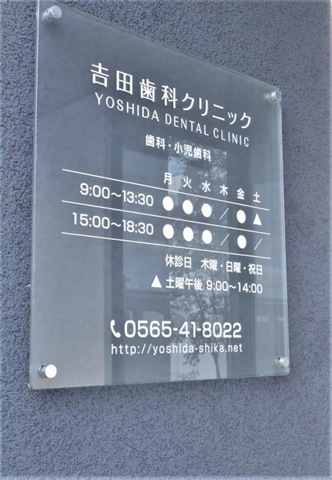 𠮷田歯科クリニック
YOSHIDA DENTAL CLINIC
歯科・小児歯科
月 火 水 木 金 土
9:00～13:30 ● ● ● ／ ● ▲
15:00～18:30 ● ● ● ／ ● ／
休診日 木曜・日曜・祝日
▲ 土曜午後 9:00～14:00
0565-41-8022
http://yoshida-shika.net